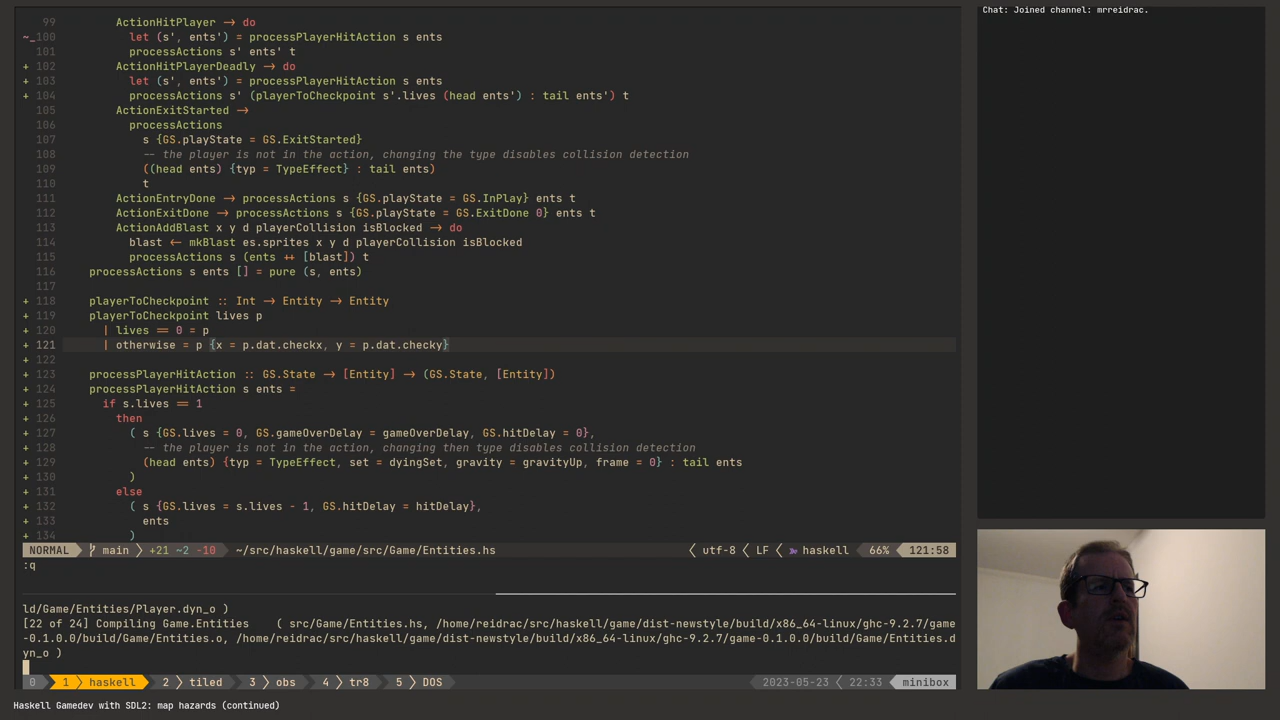 99 ActionHitPlayer → do
~_100 let (s', ents') = processPlayerHitAction s ents
101 processActions s' ents' t
+ 102 ActionHitPlayerDeadly → do
+ 103 let (s', ents') = processPlayerHitAction s ents
+ 104 processActions s' (playerToCheckpoint s'.lives (head ents') : tail ents') t
105 ActionExitStarted →
106 processActions
107 s {GS.playState = GS.ExitStarted}
108 -- the player is not in the action, changing the type disables collision detection
109 ((head ents) {typ = TypeEffect} : tail ents)
110 t
111 ActionEntryDone → processActions s {GS.playState = GS.InPlay} ents t
112 ActionExitDone → processActions s {GS.playState = GS.ExitDone 0} ents t
113 ActionAddBlast x y d playerCollision isBlocked → do
114 blast ← mkBlast es.sprites x y d playerCollision isBlocked
115 processActions s (ents ++ [blast]) t
116 processActions s ents [] = pure (s, ents)
117
+ 118 playerToCheckpoint :: Int → Entity → Entity
+ 119 playerToCheckpoint lives p
+ 120 | lives == 0 = p
+ 121 | otherwise = p {x = p.dat.checkx, y = p.dat.checky}
+ 122
+ 123 processPlayerHitAction :: GS.State → [Entity] → (GS.State, [Entity])
+ 124 processPlayerHitAction s ents =
+ 125 if s.lives == 1
+ 126 then
+ 127 ( s {GS.lives = 0, GS.gameOverDelay = gameOverDelay, GS.hitDelay = 0},
+ 128 -- the player is not in the action, changing then type disables collision detection
+ 129 (head ents) {typ = TypeEffect, set = dyingSet, gravity = gravityUp, frame = 0} : tail ents
+ 130 )
+ 131 else
+ 132 ( s {GS.lives = s.lives - 1, GS.hitDelay = hitDelay},
+ 133 ents
+ 134 )
NORMAL main +21 ~2 -10 ~/src/haskell/game/src/Game/Entities.hs utf-8 LF haskell 66% 121:58
:q
ld/Game/Entities/Player.dyn_o )
[22 of 24] Compiling Game.Entities ( src/Game/Entities.hs, /home/reidrac/src/haskell/game/dist-newstyle/build/x86_64-linux/ghc-9.2.7/game
-0.1.0.0/build/Game/Entities.o, /home/reidrac/src/haskell/game/dist-newstyle/build/x86_64-linux/ghc-9.2.7/game-0.1.0.0/build/Game/Entities.d
yn_o )
0 1 haskell 2 tiled 3 obs 4 tr8 5 DOS 2023-05-23 22:33 minibox
Chat: Joined channel: mrreidrac.
Haskell Gamedev with SDL2: map hazards (continued)